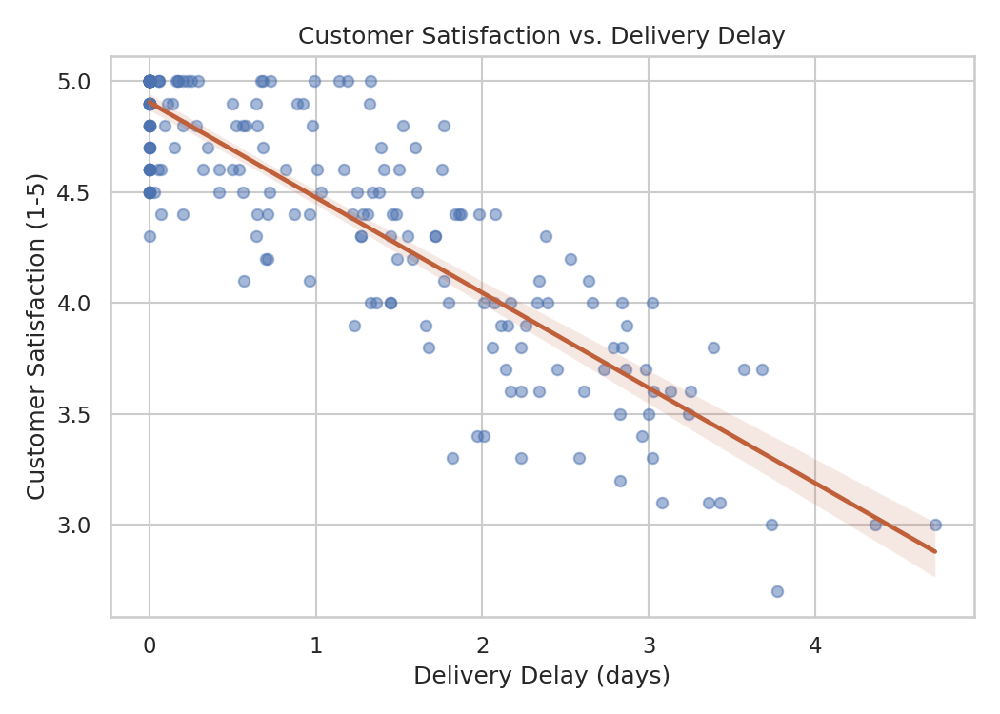 Customer Satisfaction vs. Delivery Delay
Customer Satisfaction (1-5)
5.0
4.5
4.0
3.5
3.0
0 1 2 3 4
Delivery Delay (days)